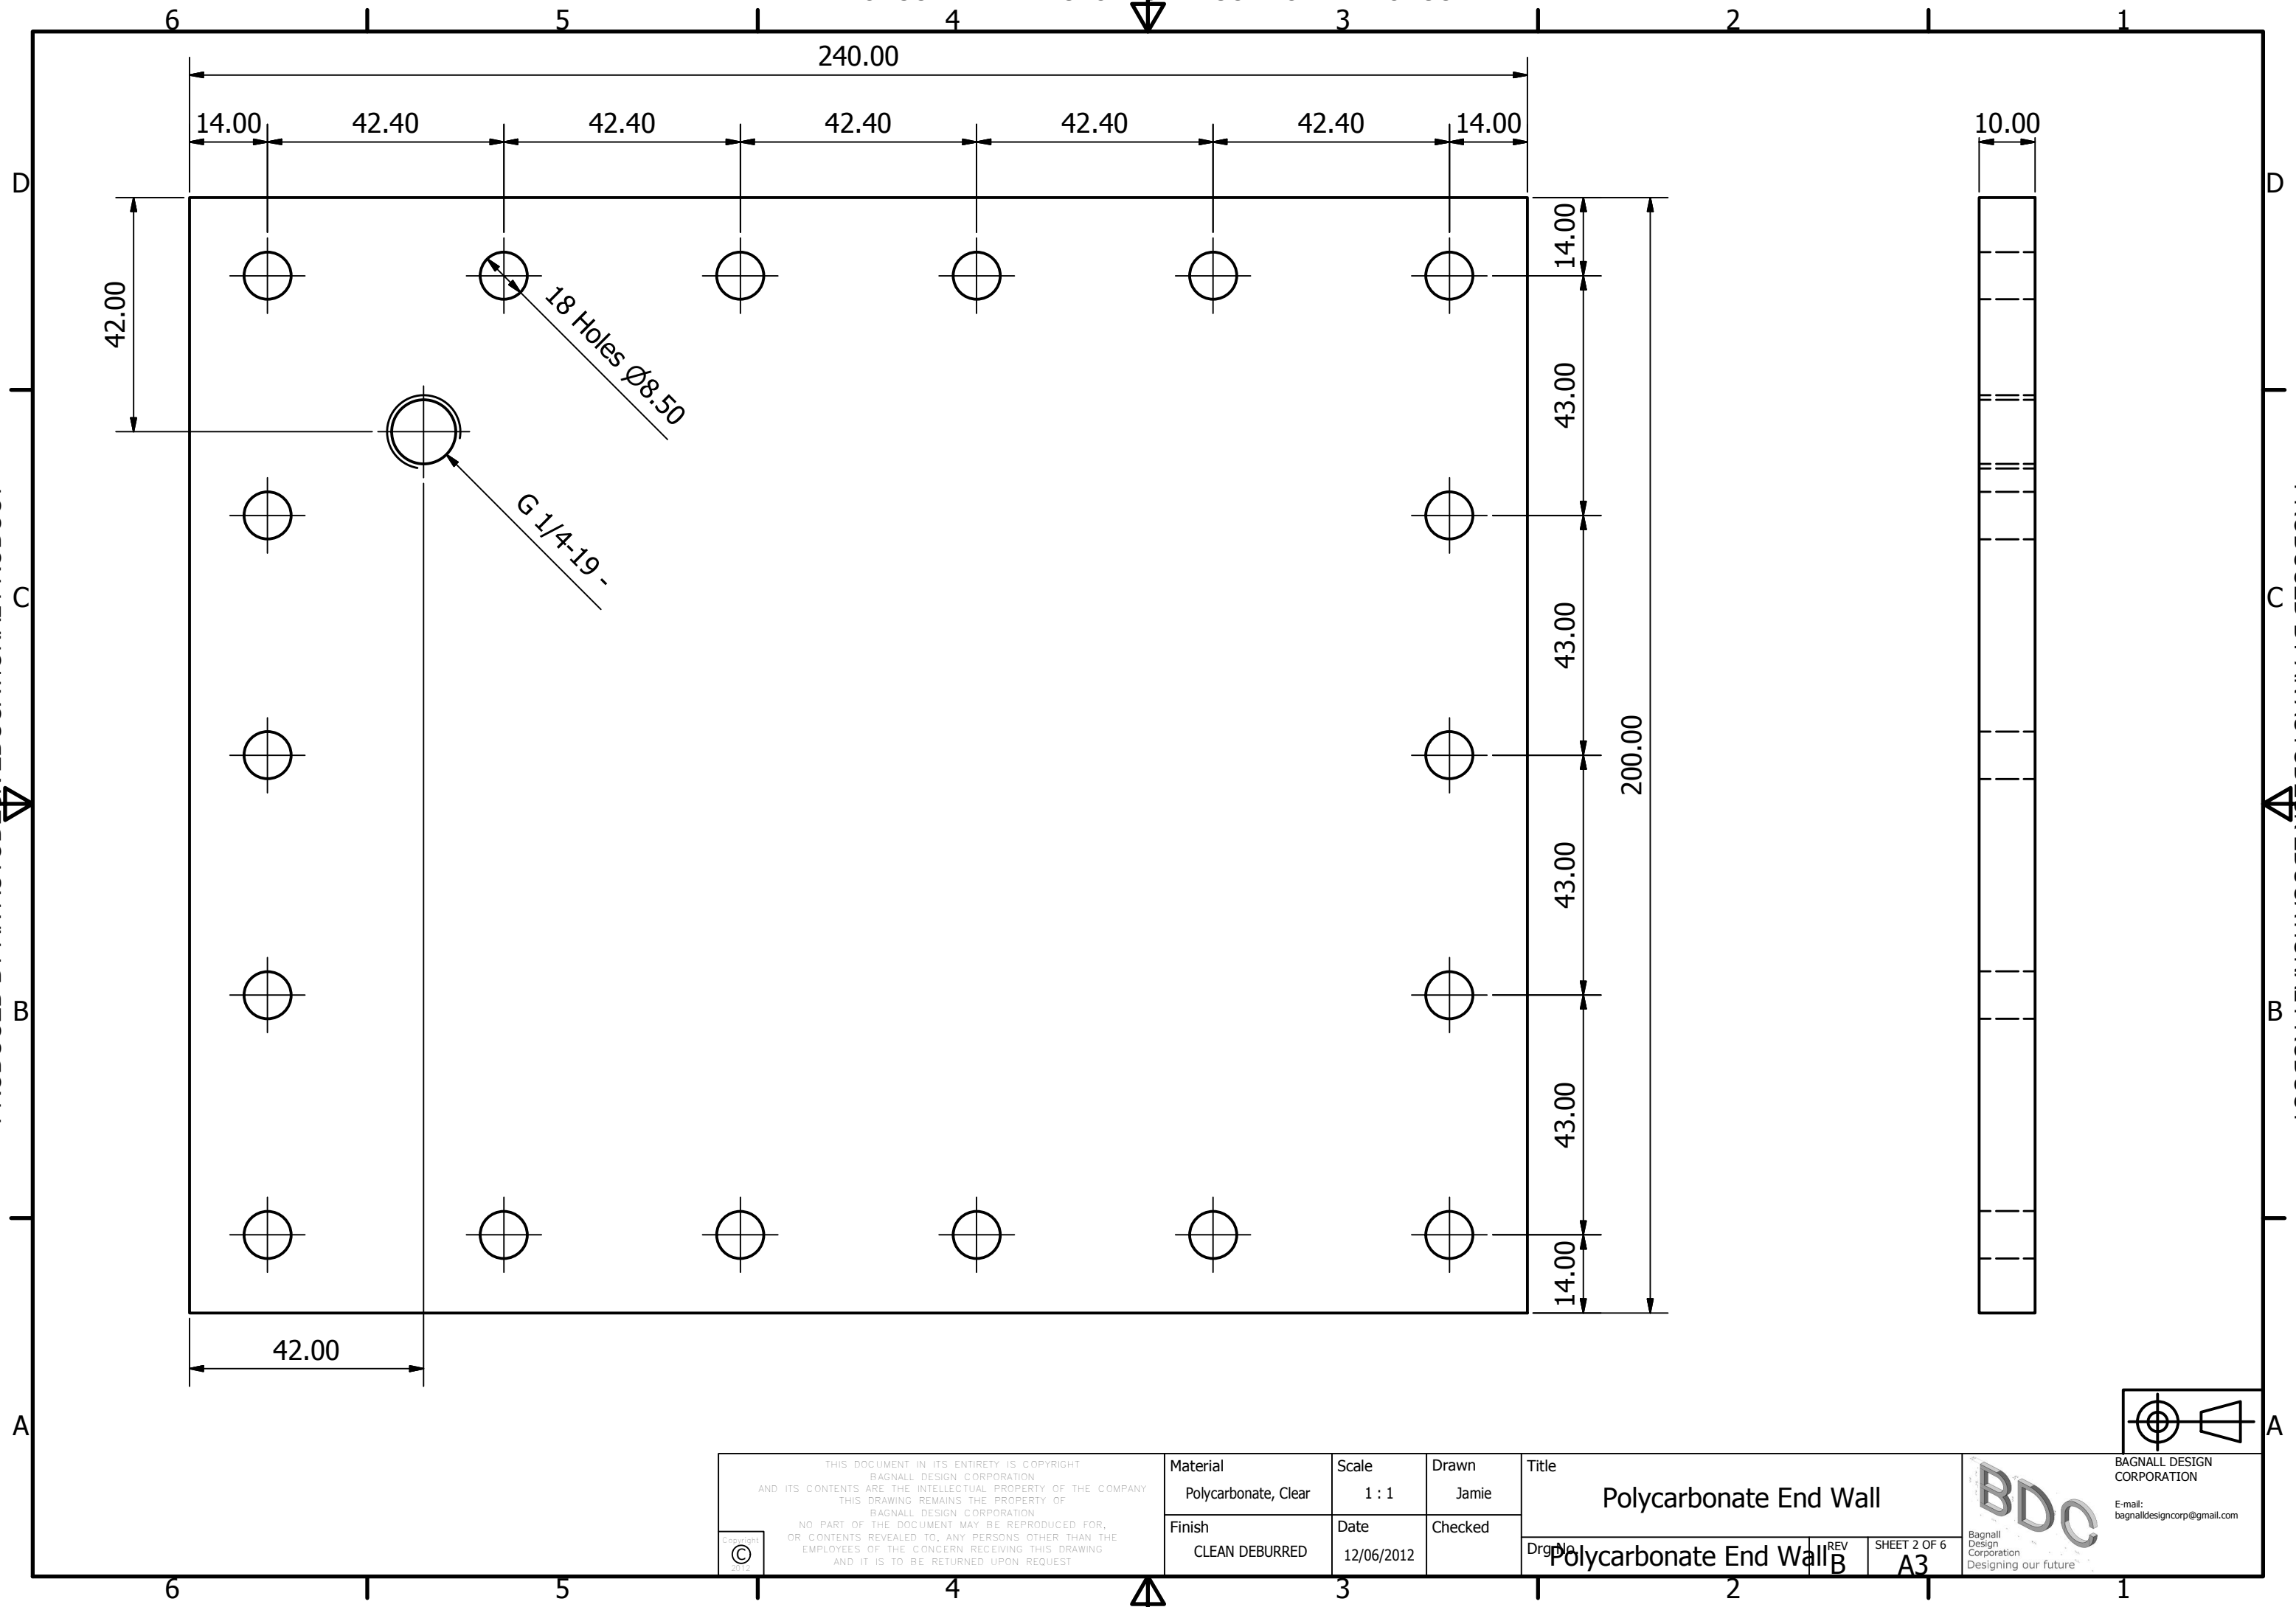 6 5 4 3 2 1
240.00
14.00 42.40 42.40 42.40 42.40 42.40 14.00
10.00
D D
14.00
42.00
18 Holes Ø8.50
43.00
G 1/4-19 -
C C
43.00
200.00
43.00
B B
43.00
14.00
42.00
A A
THIS DOCUMENT IN ITS ENTIRETY IS COPYRIGHT
BAGNALL DESIGN CORPORATION
AND ITS CONTENTS ARE THE INTELLECTUAL PROPERTY OF THE COMPANY
THIS DRAWING REMAINS THE PROPERTY OF
BAGNALL DESIGN CORPORATION
NO PART OF THE DOCUMENT MAY BE REPRODUCED FOR,
OR CONTENTS REVEALED TO, ANY PERSONS OTHER THAN THE
EMPLOYEES OF THE CONCERN RECEIVING THIS DRAWING
AND IT IS TO BE RETURNED UPON REQUEST
Copyright
©
2012
Material
Polycarbonate, Clear
Finish
CLEAN DEBURRED
Scale
1 : 1
Date
12/06/2012
Drawn
Jamie
Checked
Title
Polycarbonate End Wall
Drg No
Polycarbonate End Wall
REV
B
SHEET 2 OF 6
A3
BDC
Bagnall
Design
Corporation
Designing our future
BAGNALL DESIGN
CORPORATION
E-mail:
bagnalldesigncorp@gmail.com
6 5 4 3 2 1